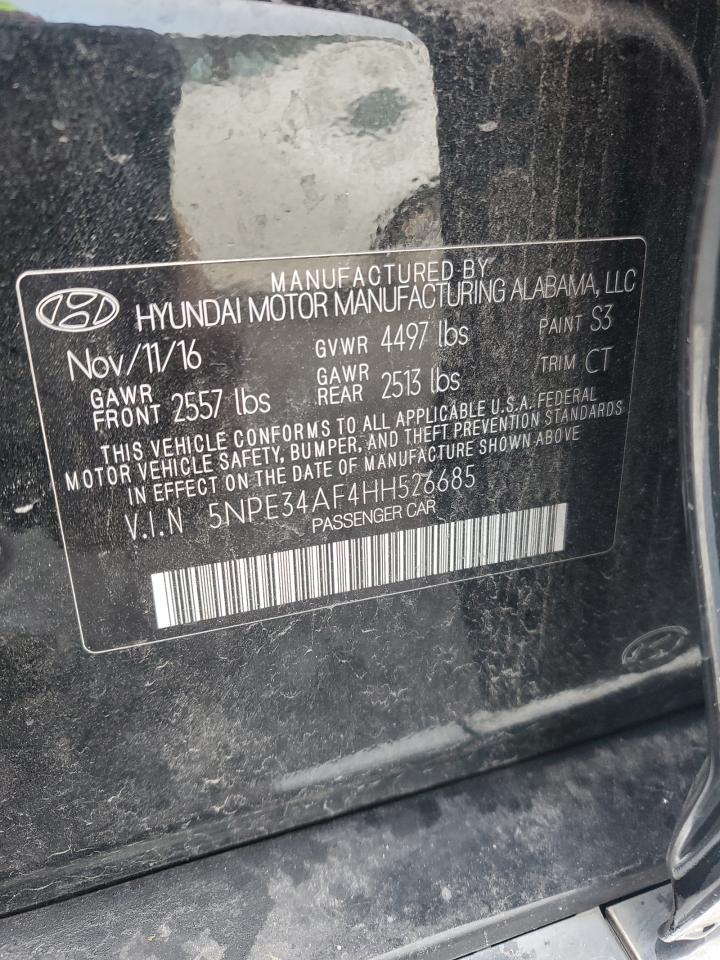 MANUFACTURED BY
HYUNDAI MOTOR MANUFACTURING ALABAMA, LLC
Nov/11/16 GVWR 4497 lbs PAINT S3
GAWR FRONT 2557 lbs GAWR REAR 2513 lbs TRIM CT
THIS VEHICLE CONFORMS TO ALL APPLICABLE U.S.A. FEDERAL
MOTOR VEHICLE SAFETY, BUMPER, AND THEFT PREVENTION STANDARDS
IN EFFECT ON THE DATE OF MANUFACTURE SHOWN ABOVE
V.I.N 5NPE34AF4HH526685
PASSENGER CAR